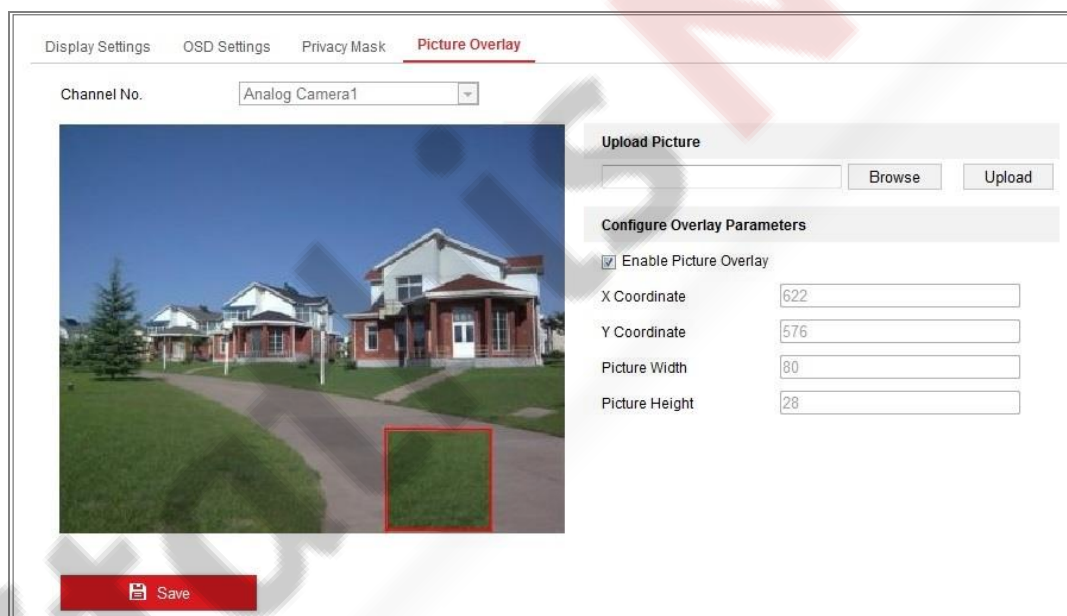 Display Settings OSD Settings Privacy Mask Picture Overlay
Channel No. Analog Camera1
Upload Picture
Browse Upload
Configure Overlay Parameters
Enable Picture Overlay
X Coordinate 622
Y Coordinate 576
Picture Width 80
Picture Height 28
Save